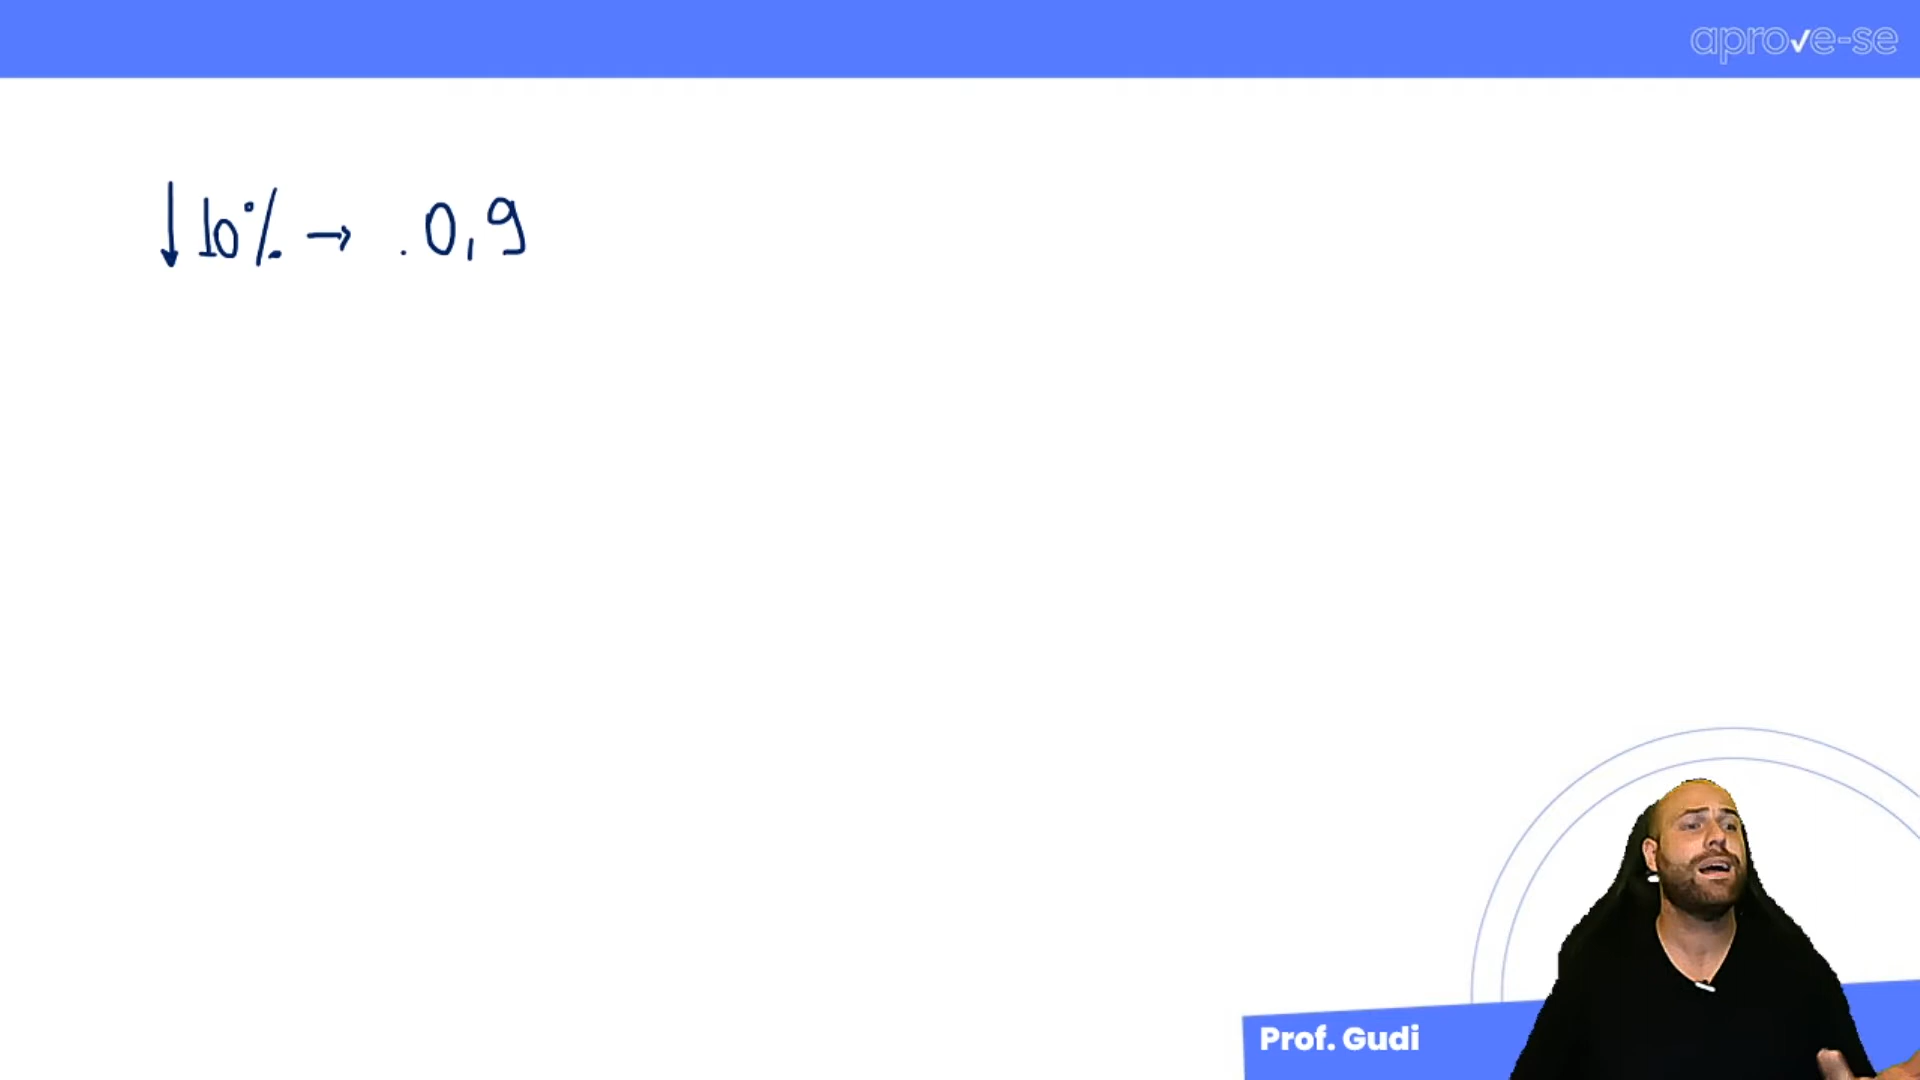 aprove-se
↓10% → . 0,9
Prof. Gudi